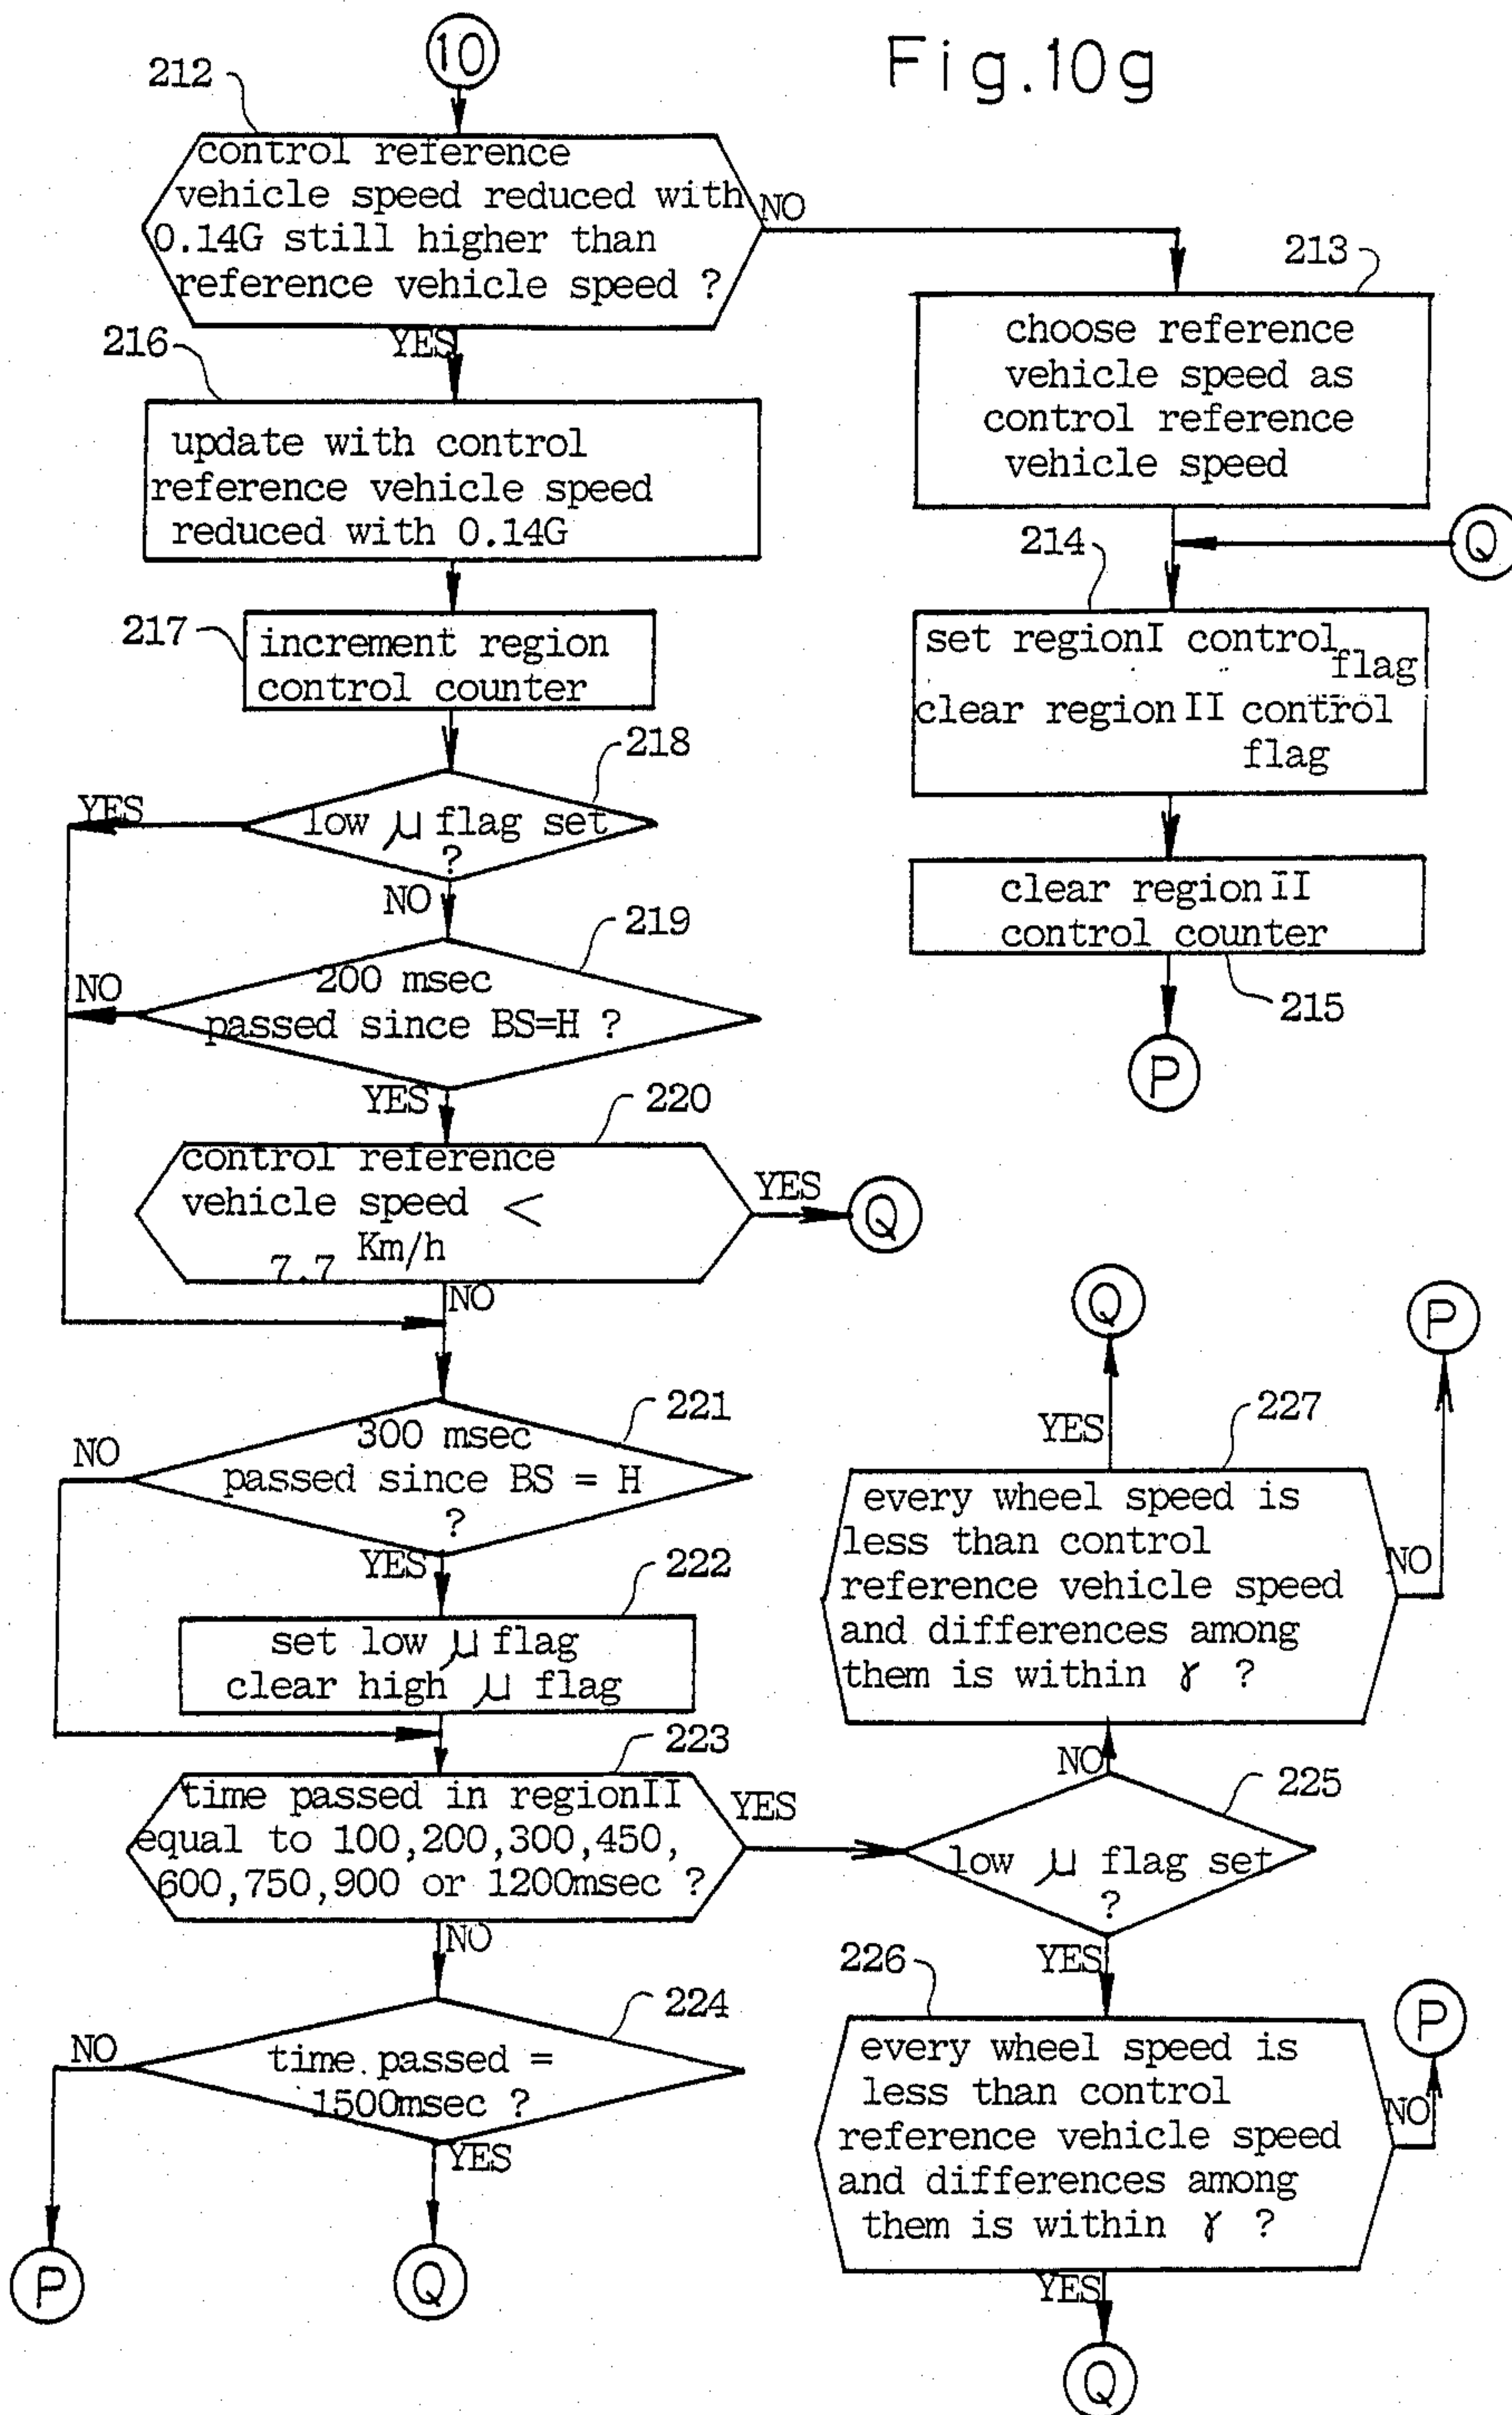 Fig.10g
10
212
control reference
vehicle speed reduced with
0.14G still higher than
reference vehicle speed ?
NO
YES
213
choose reference
vehicle speed as
control reference
vehicle speed
216
update with control
reference vehicle speed
reduced with 0.14G
Q
214
set regionI control
flag
clear region II control
flag
217
increment region
control counter
218
low μ flag set
?
YES
NO
clear region II
control counter
215
P
219
200 msec
passed since BS=H ?
NO
YES
220
control reference
vehicle speed <
7.7 Km/h
YES
Q
NO
221
300 msec
passed since BS = H
?
NO
YES
222
set low μ flag
clear high μ flag
Q
P
YES
227
every wheel speed is
less than control
reference vehicle speed
and differences among
them is within γ ?
NO
NO
223
time passed in regionII
equal to 100,200,300,450,
600,750,900 or 1200msec ?
YES
225
low μ flag set
?
NO
YES
224
time passed =
1500msec ?
NO
YES
P
Q
226
every wheel speed is
less than control
reference vehicle speed
and differences among
them is within γ ?
P
NO
YES
Q